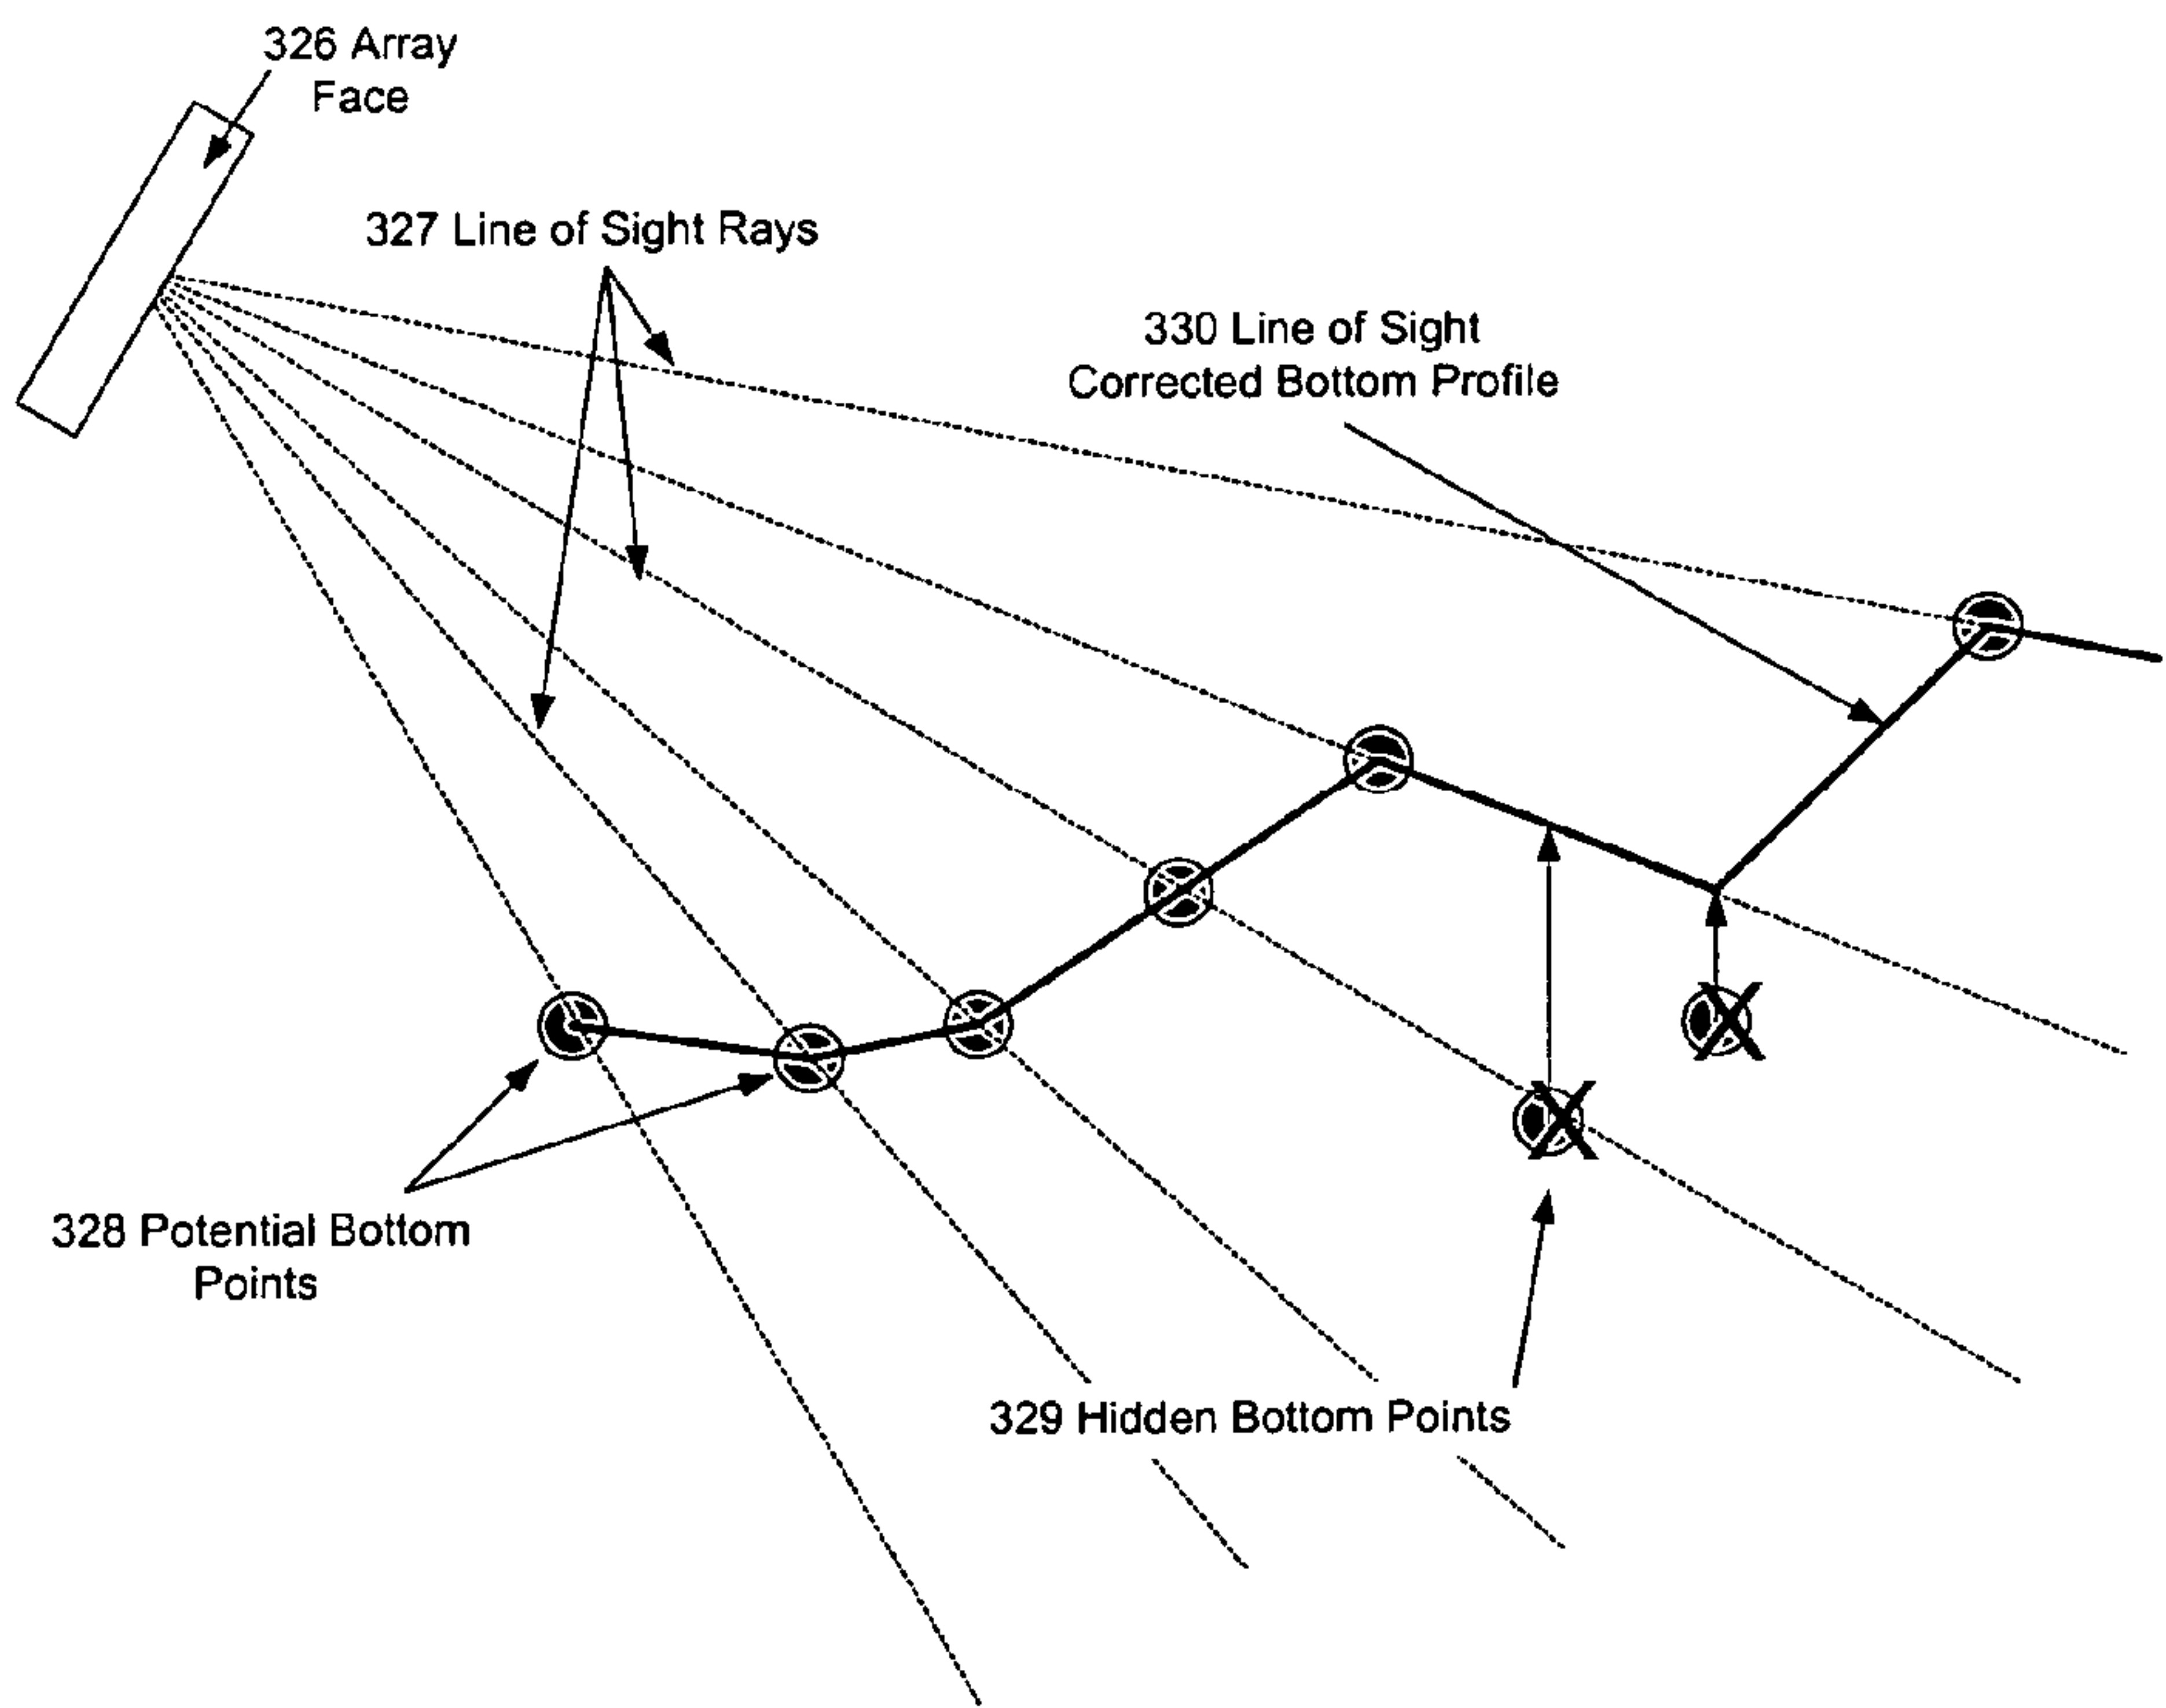 326 Array
Face
327 Line of Sight Rays
330 Line of Sight
Corrected Bottom Profile
328 Potential Bottom
Points
329 Hidden Bottom Points